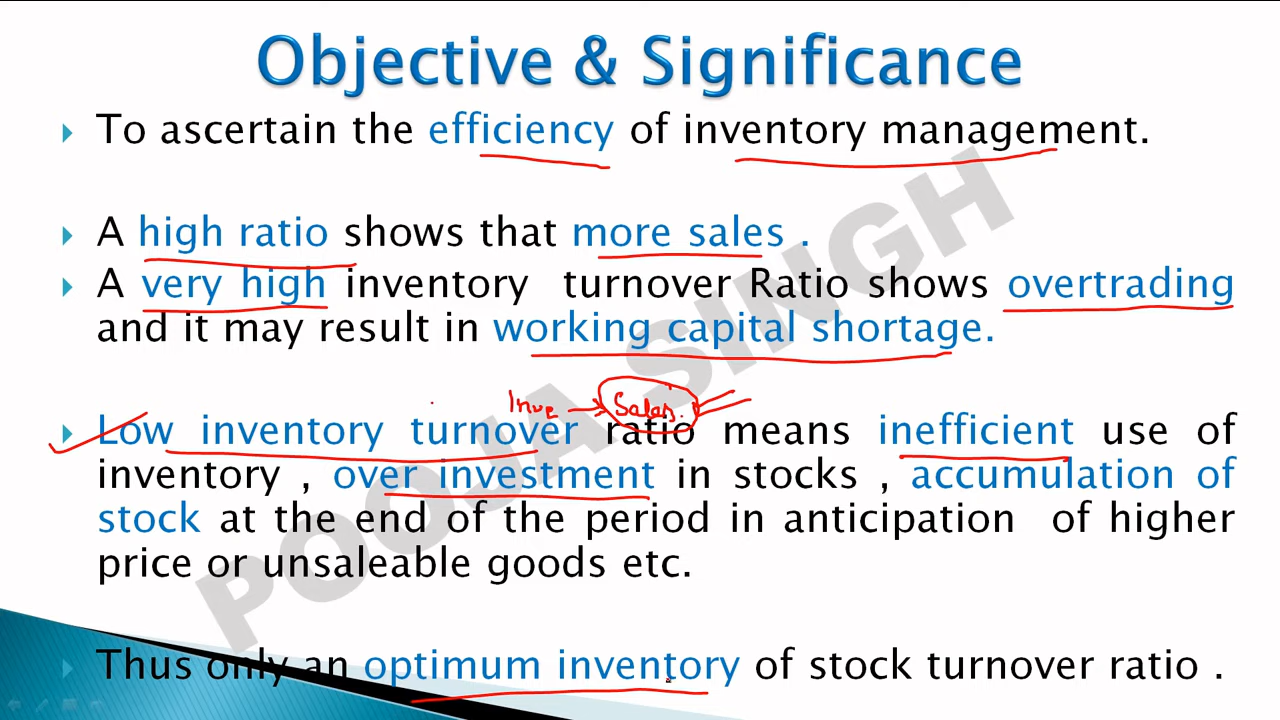 Objective & Significance
To ascertain the efficiency of inventory management.
A high ratio shows that more sales .
A very high inventory turnover Ratio shows overtrading
and it may result in working capital shortage.
Inve → Sales.
Low inventory turnover ratio means inefficient use of
inventory , over investment in stocks , accumulation of
stock at the end of the period in anticipation of higher
price or unsaleable goods etc.
Thus only an optimum inventory of stock turnover ratio .
POOJA SINGH